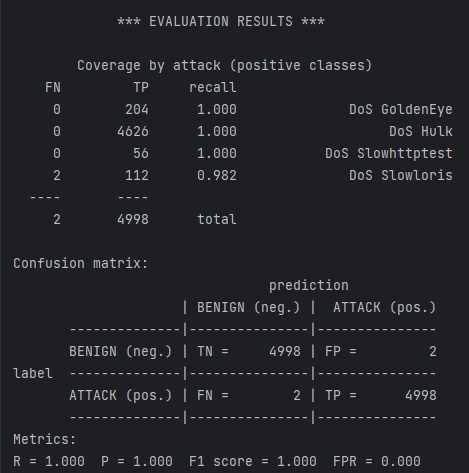 *** EVALUATION RESULTS ***
Coverage by attack (positive classes)
FN TP recall
0 204 1.000 DoS GoldenEye
0 4626 1.000 DoS Hulk
0 56 1.000 DoS Slowhttptest
2 112 0.982 DoS Slowloris
---- ----
2 4998 total
Confusion matrix:
prediction
| BENIGN (neg.) | ATTACK (pos.)
--------------|---------------|---------------
BENIGN (neg.) | TN = 4998 | FP = 2
label --------------|---------------|---------------
ATTACK (pos.) | FN = 2 | TP = 4998
--------------|---------------|---------------
Metrics:
R = 1.000 P = 1.000 F1 score = 1.000 FPR = 0.000